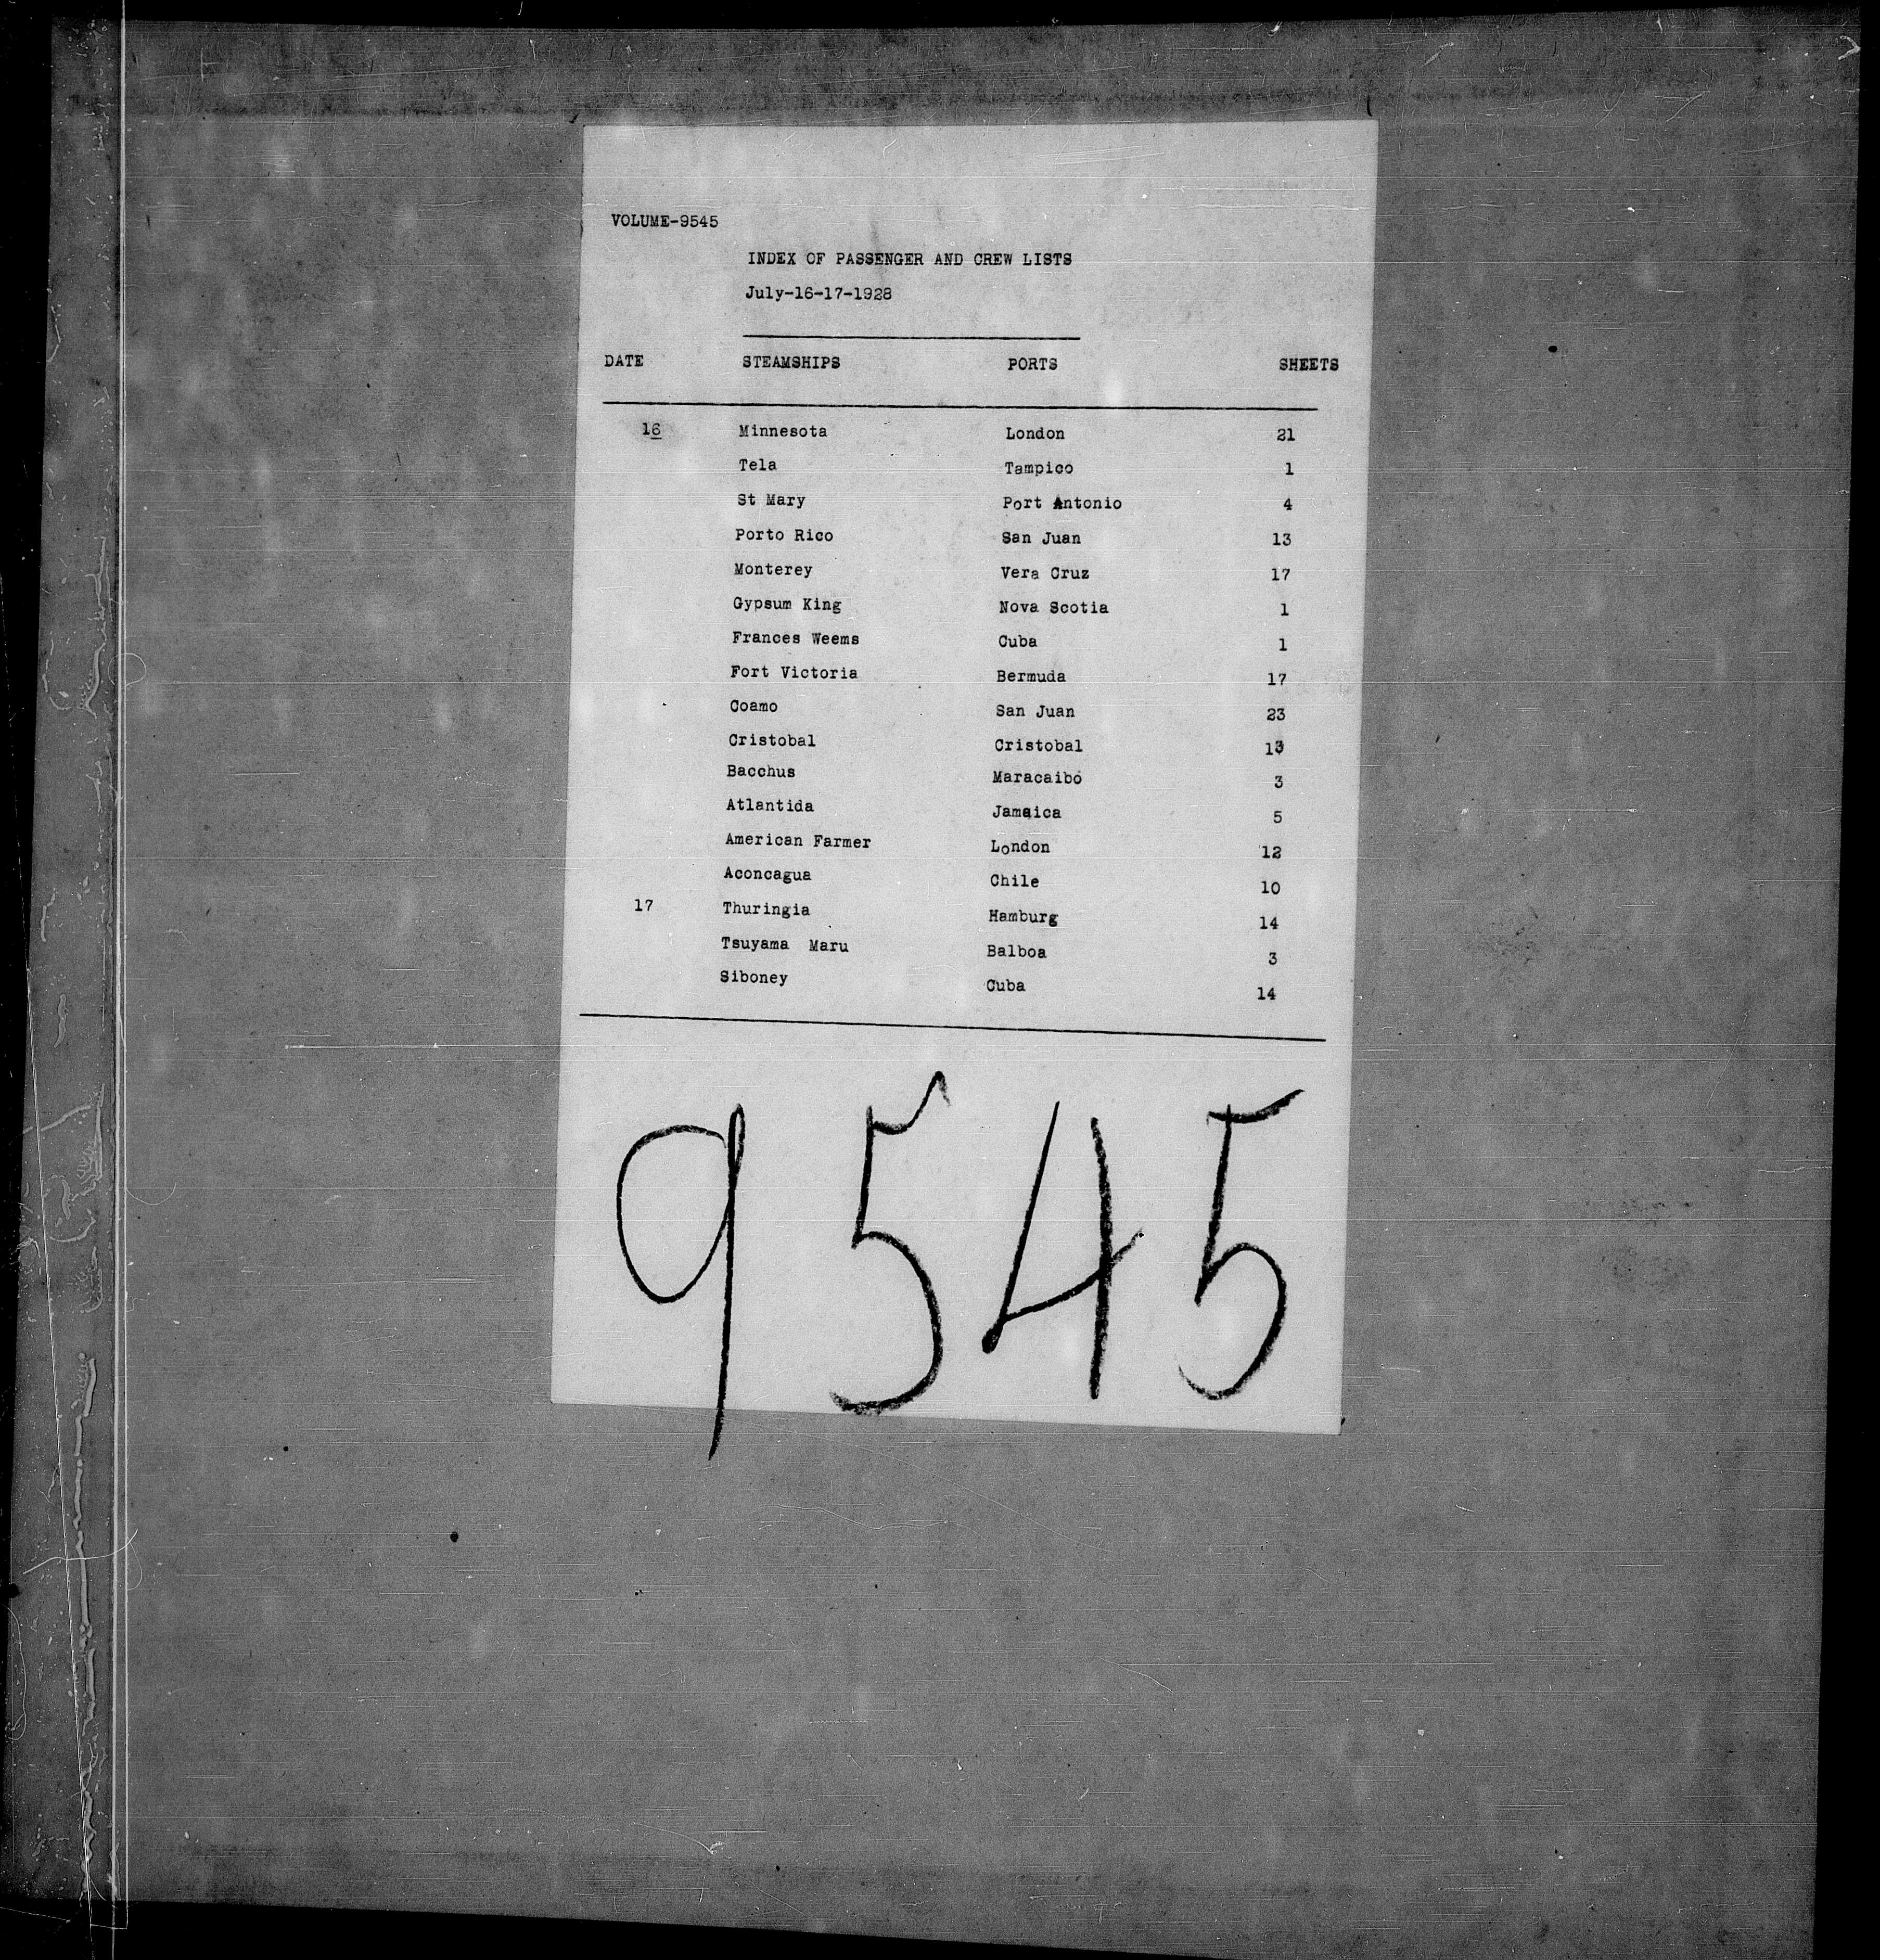 VOLUME-9545
INDEX OF PASSENGER AND CREW LISTS
July-16-17-1928
DATE STEAMSHIPS PORTS SHEETS
16 Minnesota London 21
Tela Tampico 1
St Mary Port Antonio 4
Porto Rico San Juan 13
Monterey Vera Cruz 17
Gypsum King Nova Scotia 1
Frances Weems Cuba 1
Fort Victoria Bermuda 17
Coamo San Juan 23
Cristobal Cristobal 13
Bacchus Maracaibo 3
Atlantida Jamaica 5
American Farmer London 12
Aconcagua Chile 10
17 Thuringia Hamburg 14
Tsuyama Maru Balboa 3
Siboney Cuba 14
9545